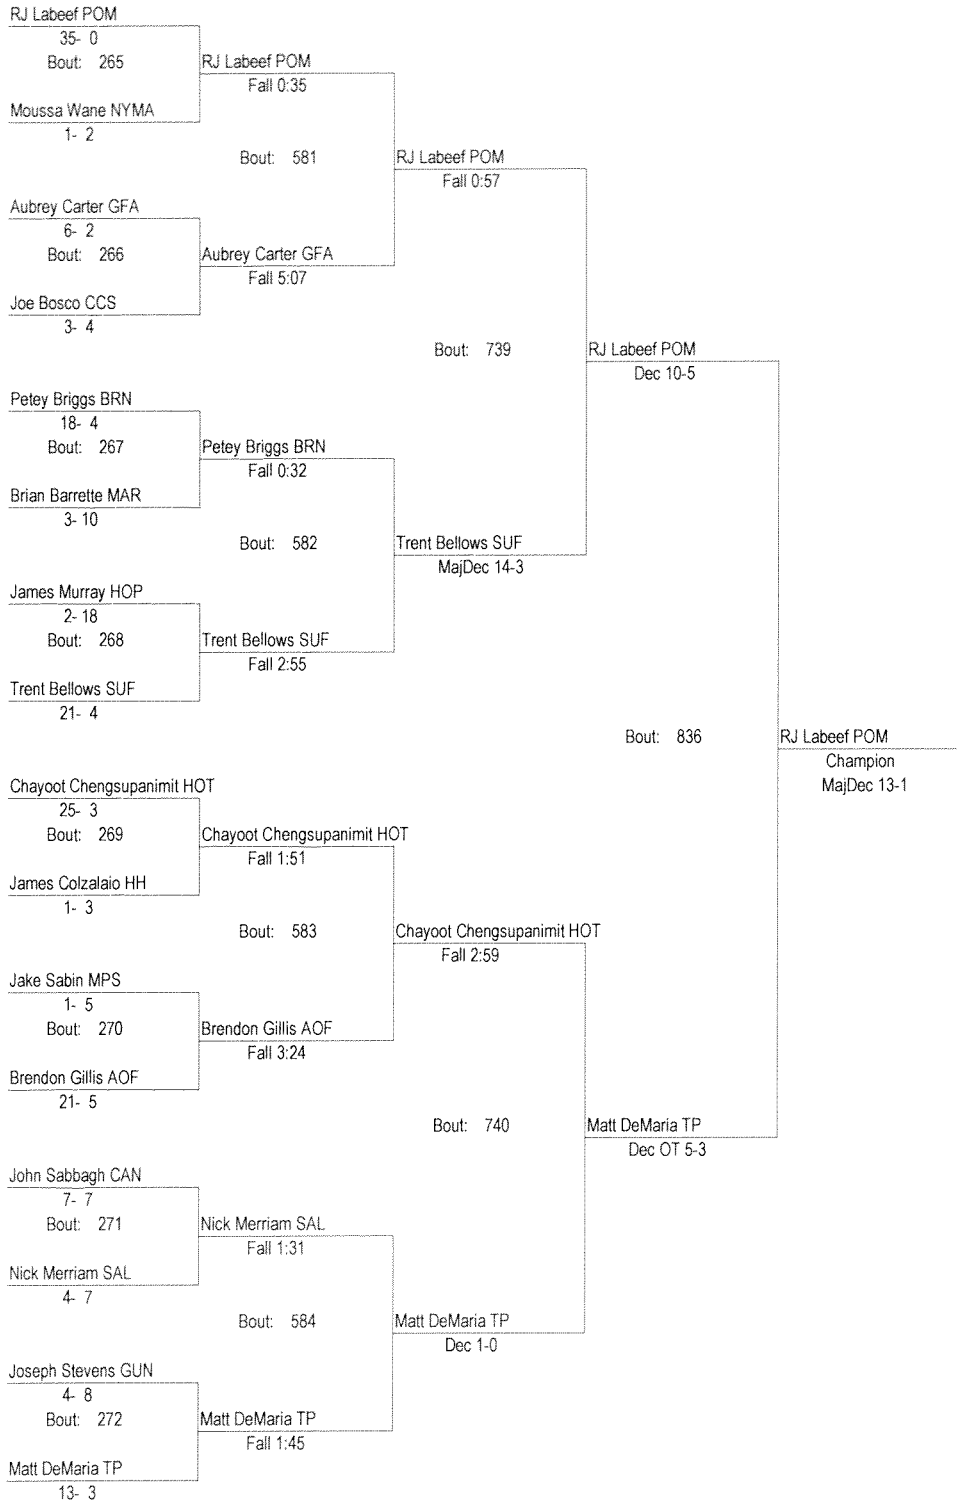 RJ Labeef POM
35- 0
Bout: 265
RJ Labeef POM
Fall 0:35
Moussa Wane NYMA
1- 2
Bout: 581
RJ Labeef POM
Fall 0:57
Aubrey Carter GFA
6- 2
Bout: 266
Aubrey Carter GFA
Fall 5:07
Joe Bosco CCS
3- 4
Bout: 739
RJ Labeef POM
Dec 10-5
Petey Briggs BRN
18- 4
Bout: 267
Petey Briggs BRN
Fall 0:32
Brian Barrette MAR
3- 10
Bout: 582
Trent Bellows SUF
MajDec 14-3
James Murray HOP
2- 18
Bout: 268
Trent Bellows SUF
Fall 2:55
Trent Bellows SUF
21- 4
Bout: 836
RJ Labeef POM
Champion
MajDec 13-1
Chayoot Chengsupanimit HOT
25- 3
Bout: 269
Chayoot Chengsupanimit HOT
Fall 1:51
James Colzalaio HH
1- 3
Bout: 583
Chayoot Chengsupanimit HOT
Fall 2:59
Jake Sabin MPS
1- 5
Bout: 270
Brendon Gillis AOF
Fall 3:24
Brendon Gillis AOF
21- 5
Bout: 740
Matt DeMaria TP
Dec OT 5-3
John Sabbagh CAN
7- 7
Bout: 271
Nick Merriam SAL
Fall 1:31
Nick Merriam SAL
4- 7
Bout: 584
Matt DeMaria TP
Dec 1-0
Joseph Stevens GUN
4- 8
Bout: 272
Matt DeMaria TP
Fall 1:45
Matt DeMaria TP
13- 3